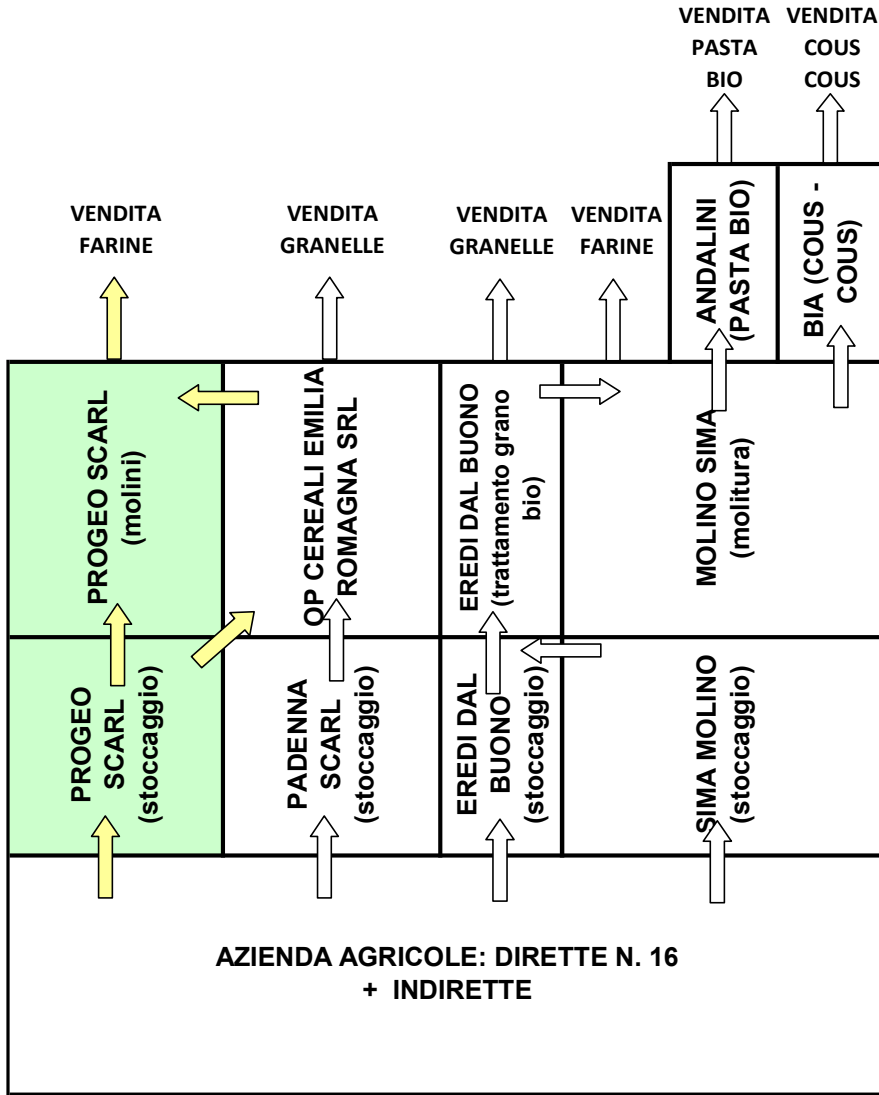 VENDITA
PASTA
BIO
VENDITA
COUS
COUS
VENDITA
FARINE
VENDITA
GRANELLE
VENDITA
GRANELLE
VENDITA
FARINE
ANDALINI
(PASTA BIO)
BIA (COUS -
COUS)
PROGEO SCARL
(molini)
OP CEREALI EMILIA
ROMAGNA SRL
EREDI DAL BUONO
(trattamento grano
bio)
MOLINO SIMA
(molitura)
PROGEO
SCARL
(stoccaggio)
PADENNA
SCARL
(stoccaggio)
EREDI DAL
BUONO
(stoccaggio)
SIMA MOLINO
(stoccaggio)
AZIENDA AGRICOLE: DIRETTE N. 16
+ INDIRETTE